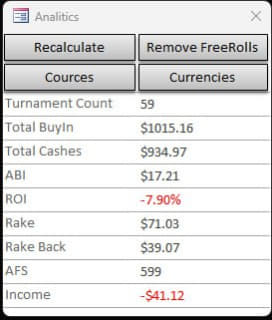 Analitics
Recalculate Remove FreeRolls
Cources Currencies
Turnament Count 59
Total BuyIn $1015.16
Total Cashes $934.97
ABI $17.21
ROI -7.90%
Rake $71.03
Rake Back $39.07
AFS 599
Income -$41.12